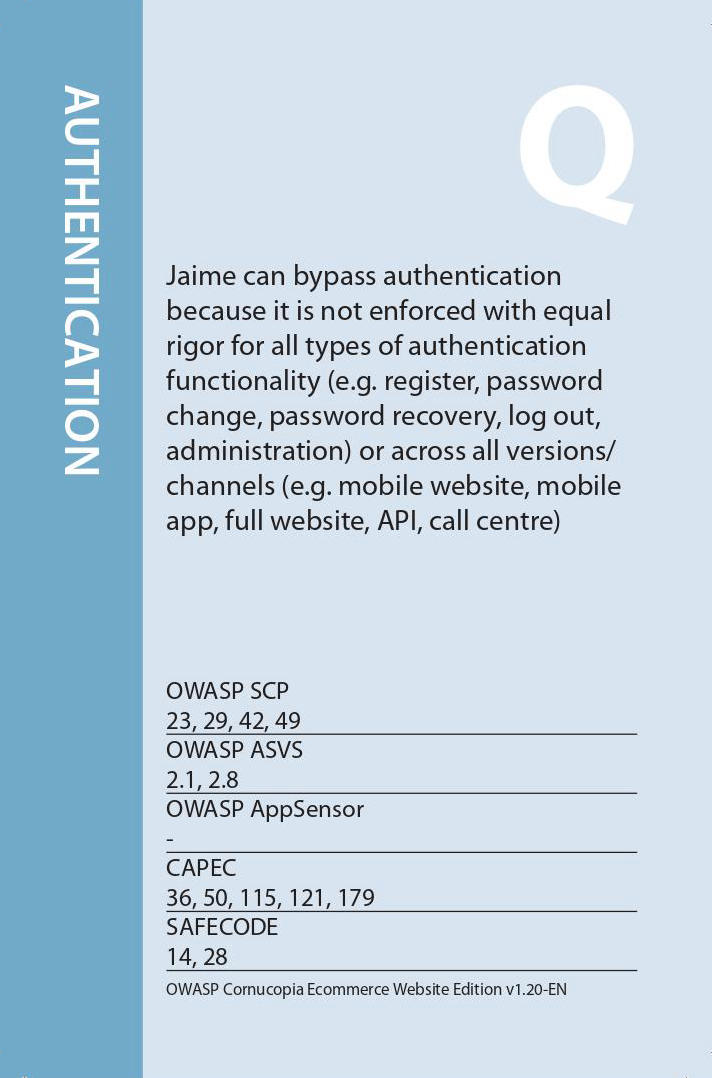 AUTHENTICATION
Q
Jaime can bypass authentication
because it is not enforced with equal
rigor for all types of authentication
functionality (e.g. register, password
change, password recovery, log out,
administration) or across all versions/
channels (e.g. mobile website, mobile
app, full website, API, call centre)
OWASP SCP
23, 29, 42, 49
OWASP ASVS
2.1, 2.8
OWASP AppSensor
-
CAPEC
36, 50, 115, 121, 179
SAFECODE
14, 28
OWASP Cornucopia Ecommerce Website Edition v1.20-EN